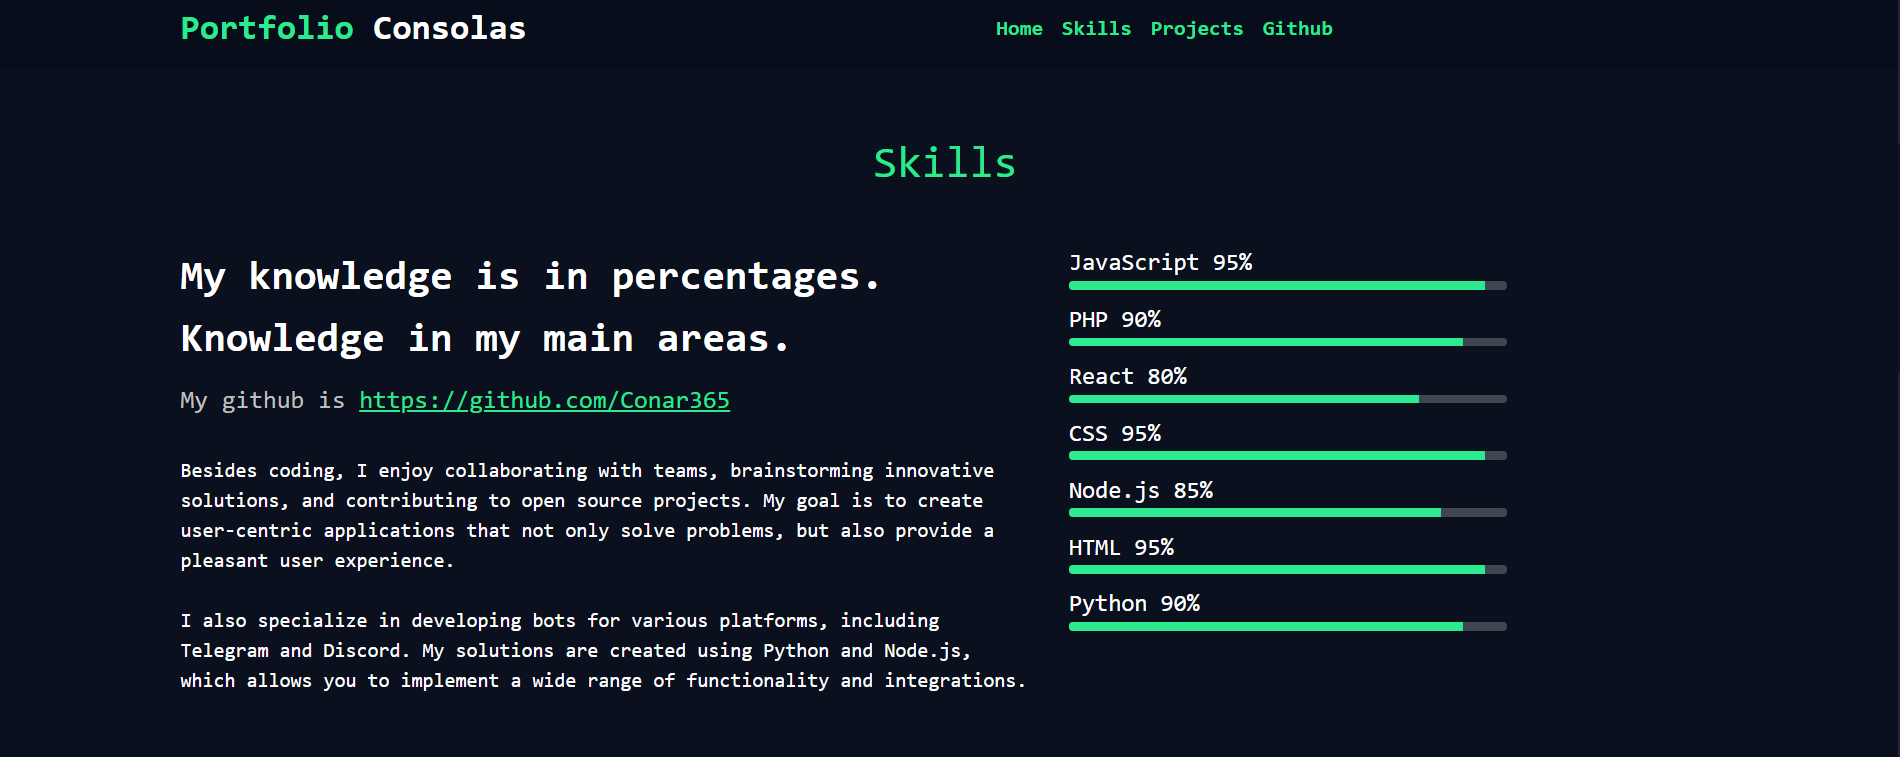 Portfolio Consolas
Home Skills Projects Github
Skills
My knowledge is in percentages.
Knowledge in my main areas.
My github is https://github.com/Conar365
Besides coding, I enjoy collaborating with teams, brainstorming innovative
solutions, and contributing to open source projects. My goal is to create
user-centric applications that not only solve problems, but also provide a
pleasant user experience.
I also specialize in developing bots for various platforms, including
Telegram and Discord. My solutions are created using Python and Node.js,
which allows you to implement a wide range of functionality and integrations.
JavaScript 95%
PHP 90%
React 80%
CSS 95%
Node.js 85%
HTML 95%
Python 90%